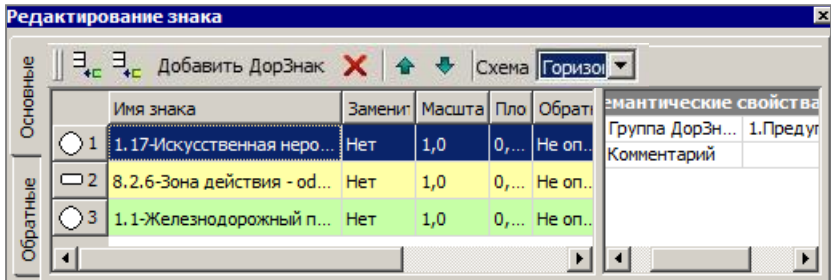 Редактирование знака
Основные
Обратные
Добавить ДорЗнак
Схема
Горизо
Имя знака Заменит Масшта Пло Обратн
1 1.17-Искусственная неро... Нет 1,0 0,... Не оп...
2 8.2.6-Зона действия - od... Нет 1,0 0,... Не оп...
3 1.1-Железнодорожный п... Нет 1,0 0,... Не оп...
емантические свойства
Группа ДорЗн... 1.Предуп
Комментарий